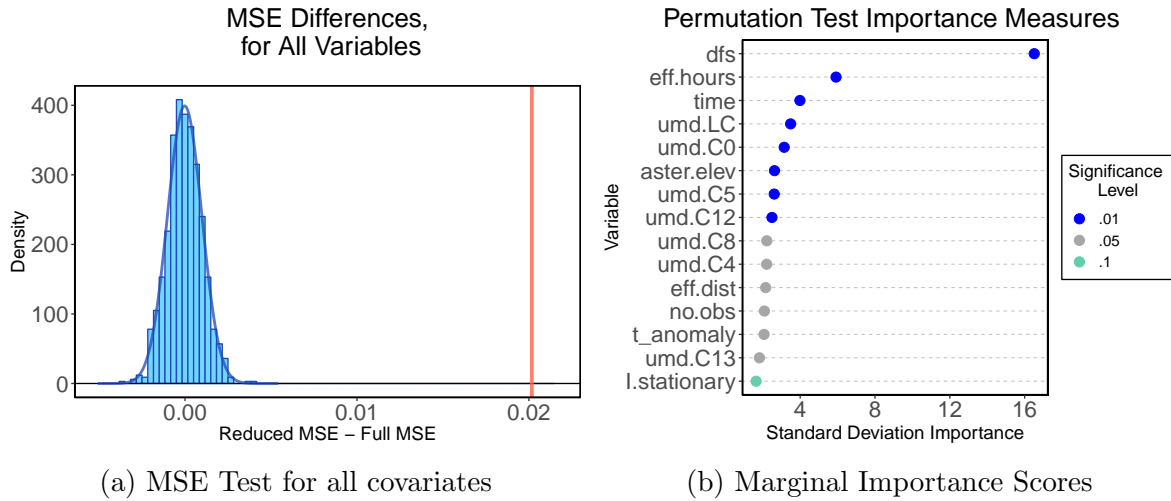 MSE Differences,
for All Variables
400
300
200
100
0
Density
0.00
0.01
0.02
Reduced MSE − Full MSE
(a) MSE Test for all covariates
Permutation Test Importance Measures
dfs
eff.hours
time
umd.LC
umd.C0
aster.elev
umd.C5
umd.C12
umd.C8
umd.C4
eff.dist
no.obs
t_anomaly
umd.C13
I.stationary
Variable
4
8
12
16
Standard Deviation Importance
Significance
Level
.01
.05
.1
(b) Marginal Importance Scores